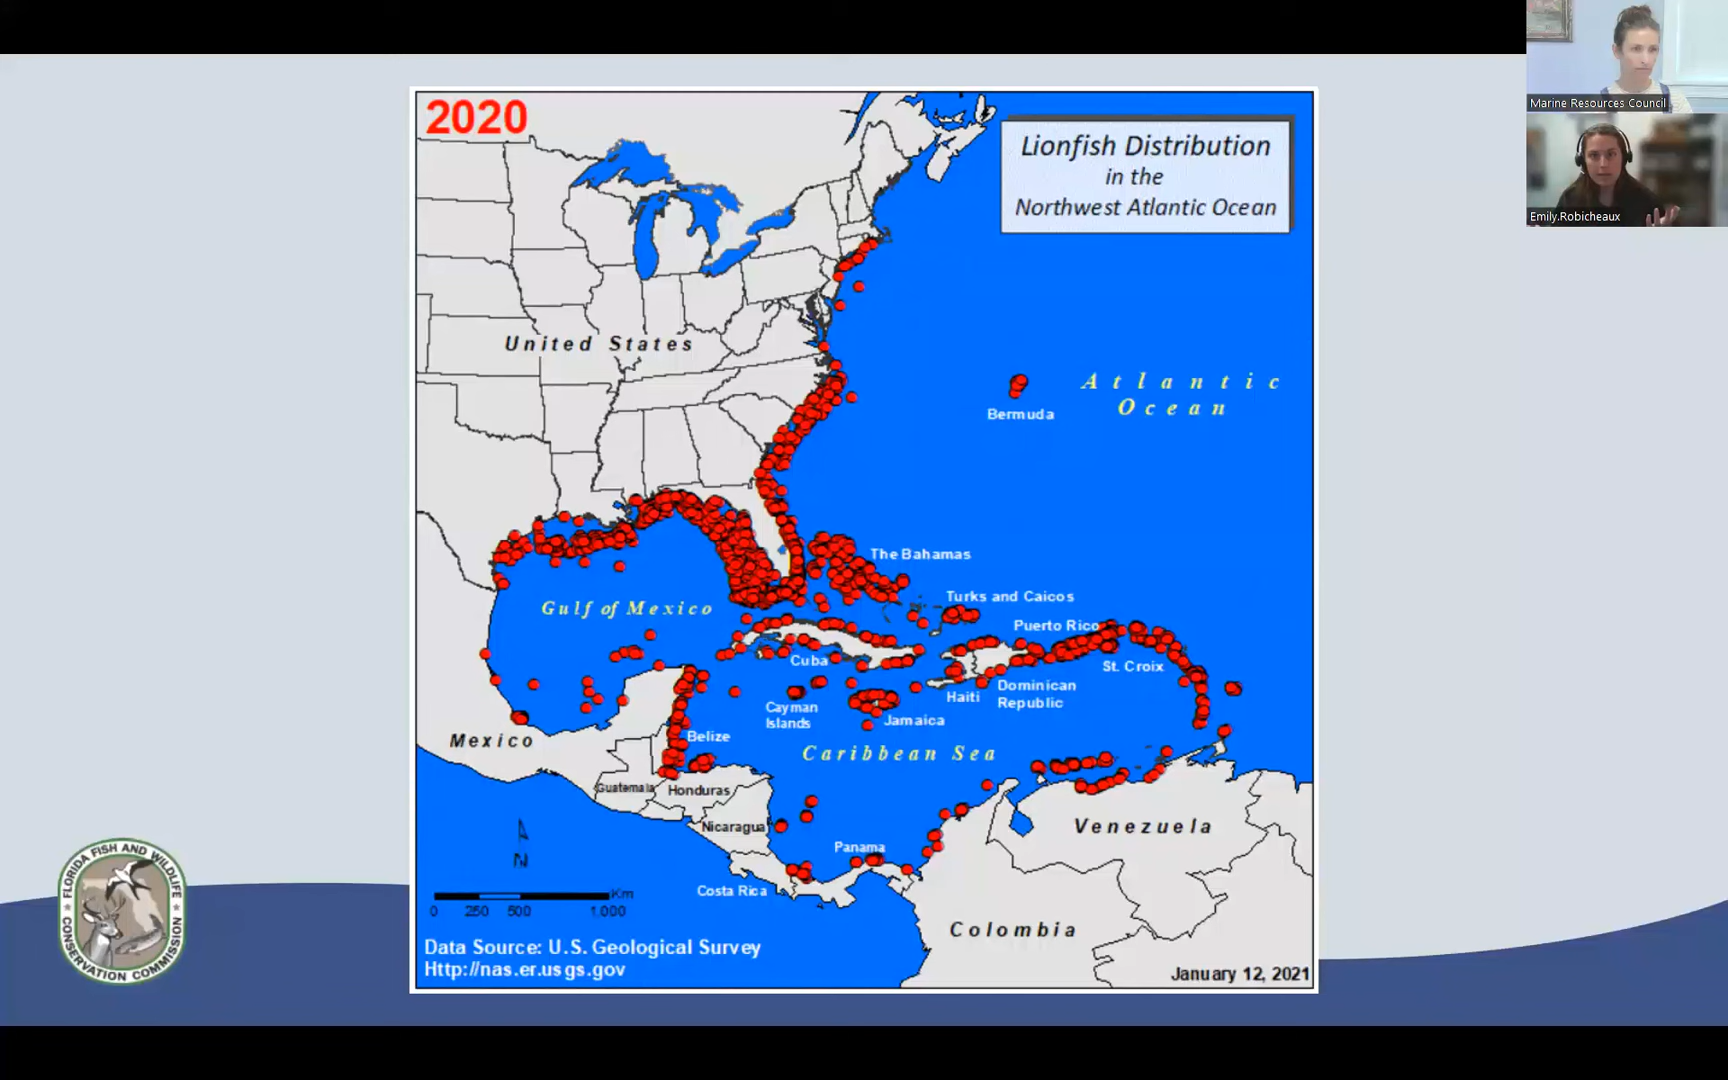 2020
Lionfish Distribution
in the
Northwest Atlantic Ocean
Marine Resources Council
Emily.Robicheaux
United States
Atlantic
Ocean
Bermuda
The Bahamas
Gulf of Mexico
Turks and Caicos
Puerto Rico
Cuba
St. Croix
Haiti
Dominican
Republic
Cayman
Islands
Jamaica
Mexico
Belize
Caribbean Sea
Guatemala
Honduras
Nicaragua
Venezuela
Panama
Costa Rica
Colombia
N
Km
0 250 500 1,000
Data Source: U.S. Geological Survey
Http://nas.er.usgs.gov
January 12, 2021
FLORIDA FISH AND WILDLIFE
CONSERVATION COMMISSION